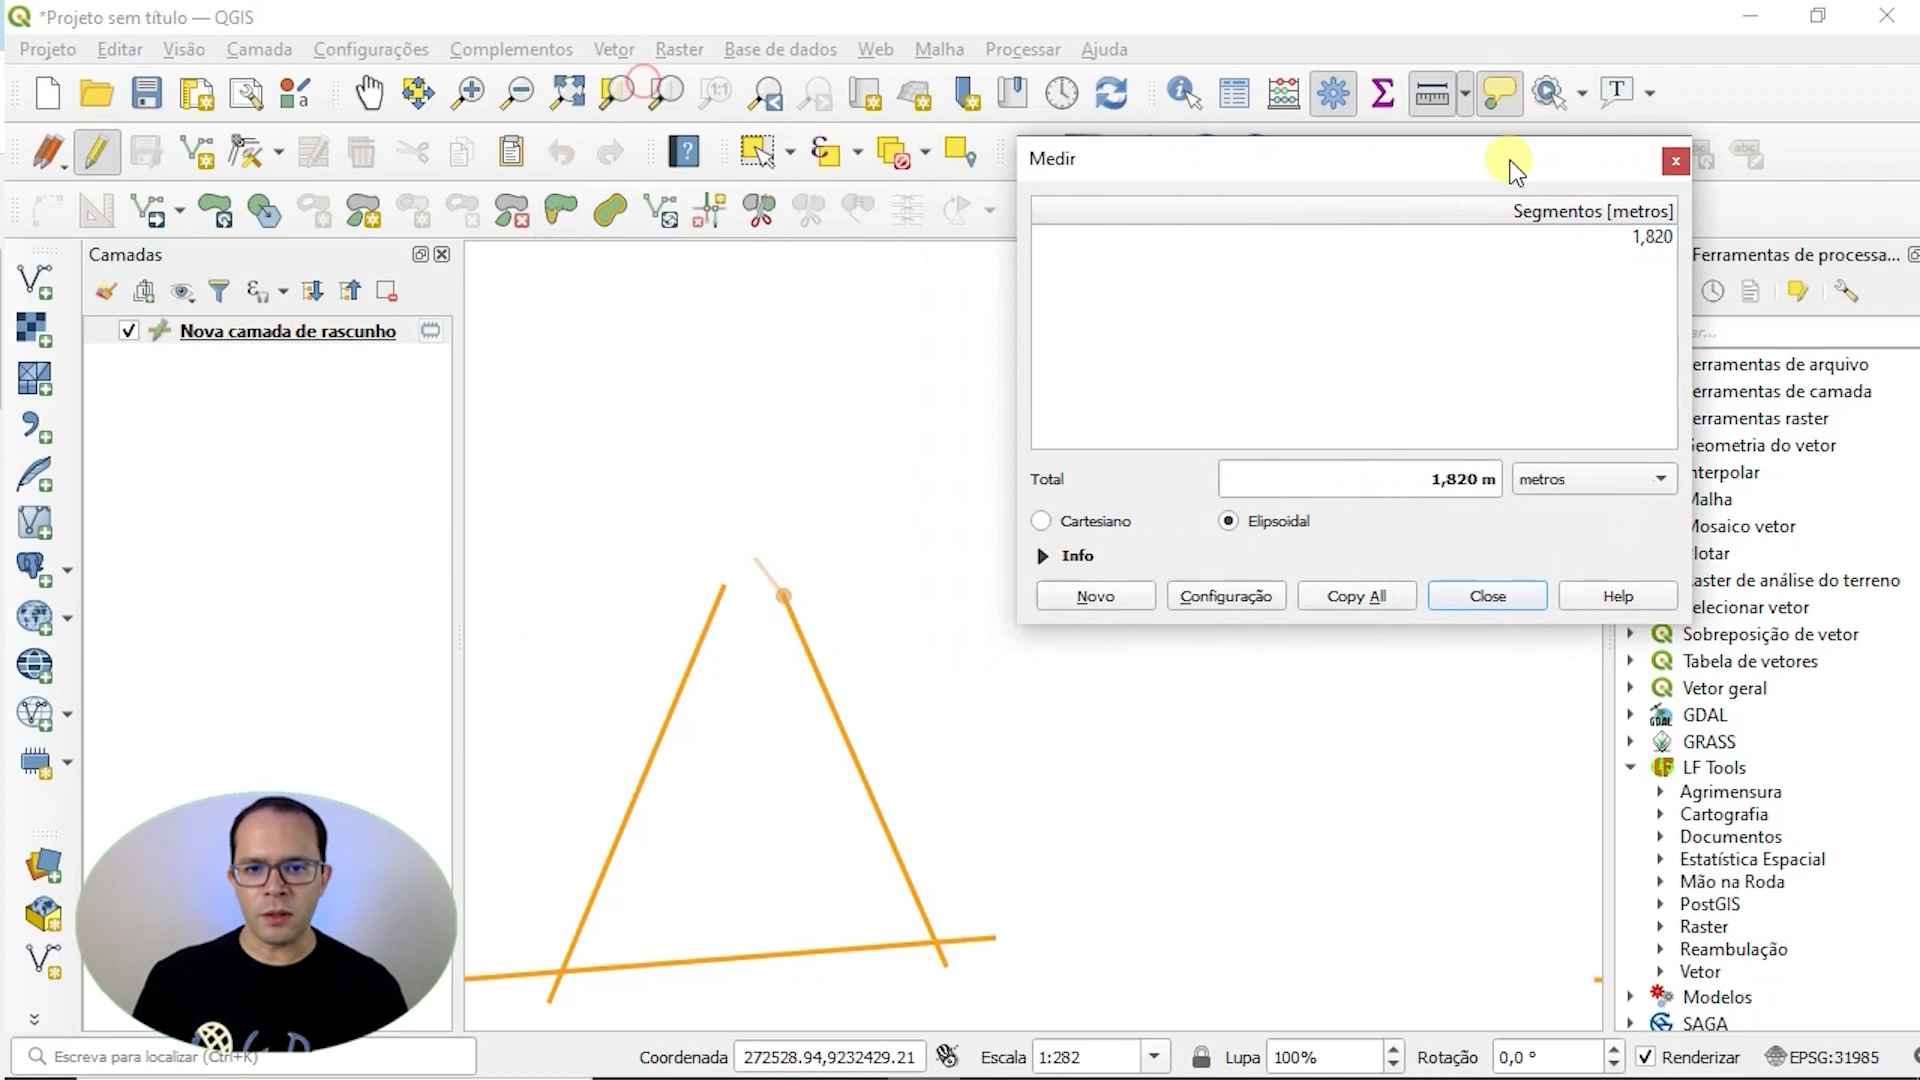 *Projeto sem título — QGIS
Projeto Editar Visão Camada Configurações Complementos Vetor Raster Base de dados Web Malha Processar Ajuda
1:1
a
T
abc
Camadas
Nova camada de rascunho
Medir
Segmentos [metros]
1,820
Total 1,820 m metros
Cartesiano Elipsoidal
Info
Novo Configuração Copy All Close Help
Ferramentas de processa...
erramentas de arquivo
erramentas de camada
erramentas raster
eometria do vetor
nterpolar
Malha
Mosaico vetor
lotar
aster de análise do terreno
elecionar vetor
Sobreposição de vetor
Tabela de vetores
Vetor geral
GDAL GDAL
GRASS
LF LF Tools
Agrimensura
Cartografia
Documentos
Estatística Espacial
Mão na Roda
PostGIS
Raster
Reambulação
Vetor
Modelos
SAGA
Escreva para localizar (Ctrl+K)
Coordenada 272528.94,9232429.21 Escala 1:282 Lupa 100% Rotação 0,0 ° Renderizar EPSG:31985